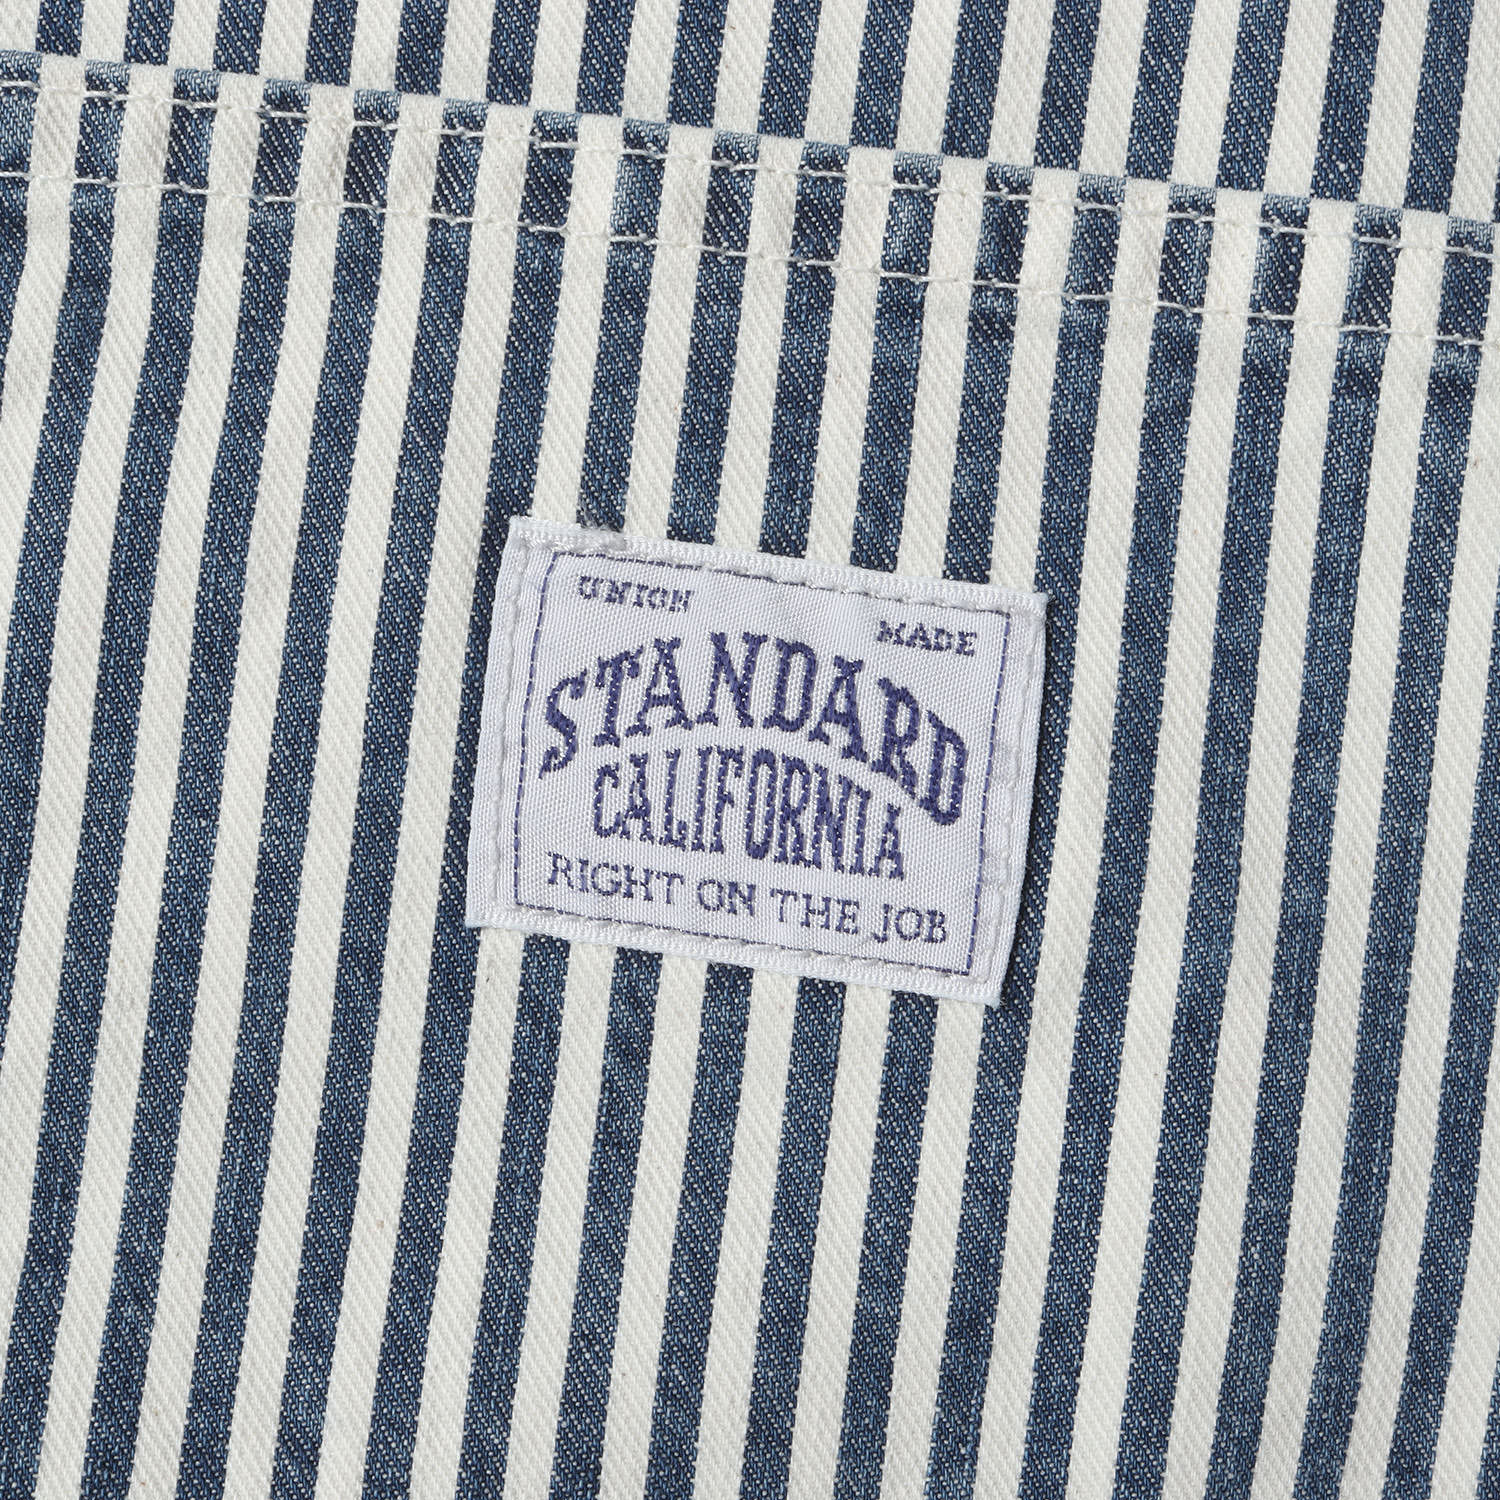 UNION MADE
STANDARD
CALIFORNIA
RIGHT ON THE JOB